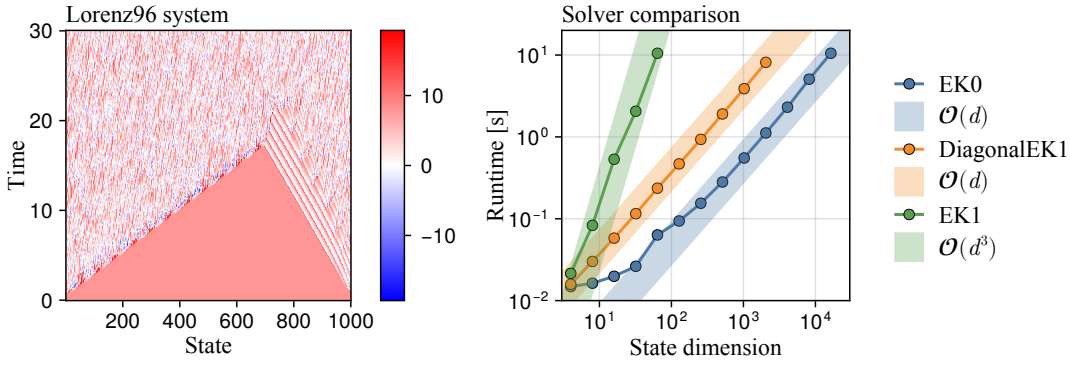 Lorenz96 system
30
20
10
0
Time
200 400 600 800 1000
State
10
0
−10
Solver comparison
10^1
10^0
10^-1
10^-2
Runtime [s]
10^1 10^2 10^3 10^4
State dimension
EK0
𝒪(d)
DiagonalEK1
𝒪(d)
EK1
𝒪(d³)